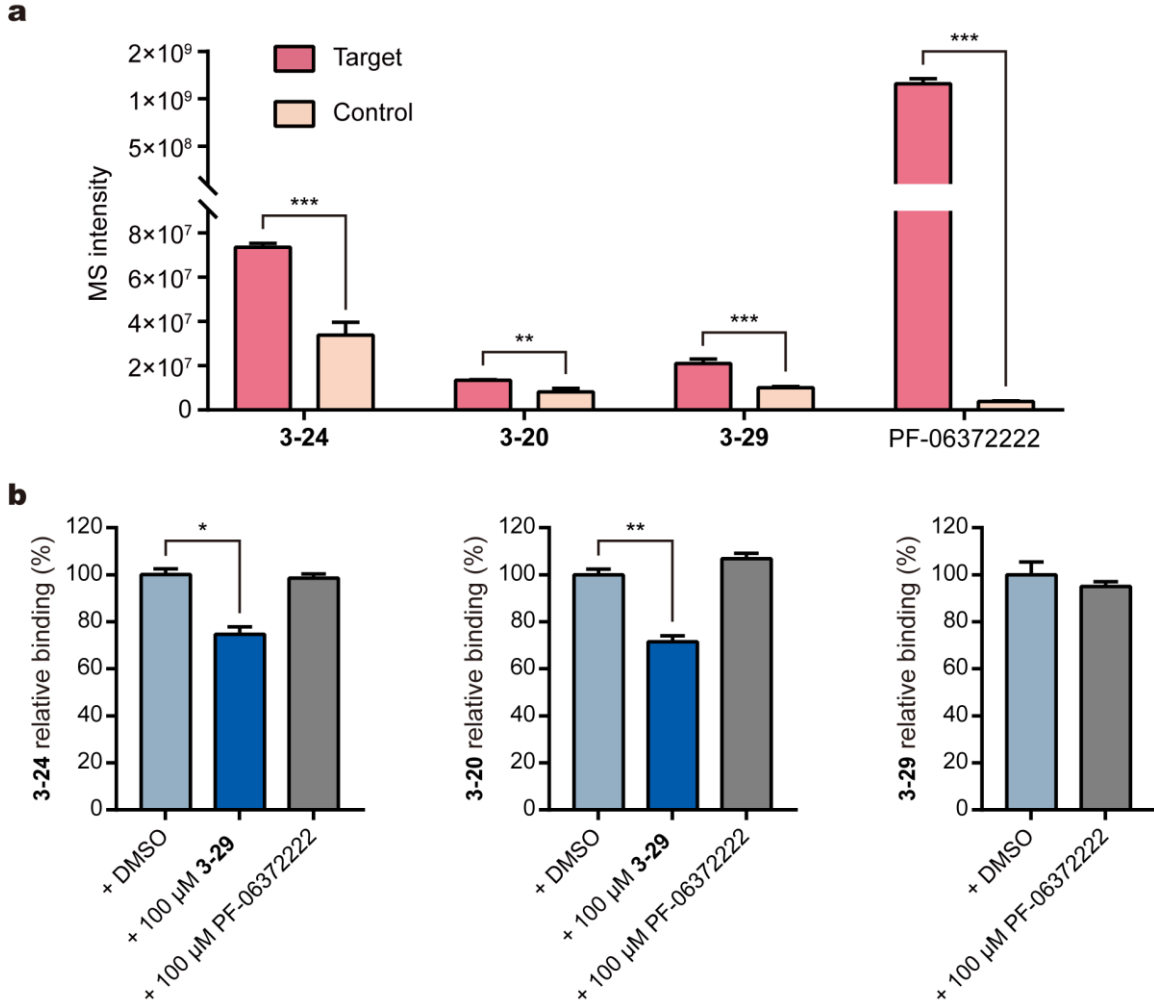 a
2×10⁹
1×10⁹
5×10⁸
8×10⁷
6×10⁷
4×10⁷
2×10⁷
0
MS intensity
Target
Control
***
**
***
***
3-24
3-20
3-29
PF-06372222
b
120
100
80
60
40
20
0
3-24 relative binding (%)
*
+ DMSO
+ 100 μM 3-29
+ 100 μM PF-06372222
120
100
80
60
40
20
0
3-20 relative binding (%)
**
+ DMSO
+ 100 μM 3-29
+ 100 μM PF-06372222
120
100
80
60
40
20
0
3-29 relative binding (%)
+ DMSO
+ 100 μM PF-06372222